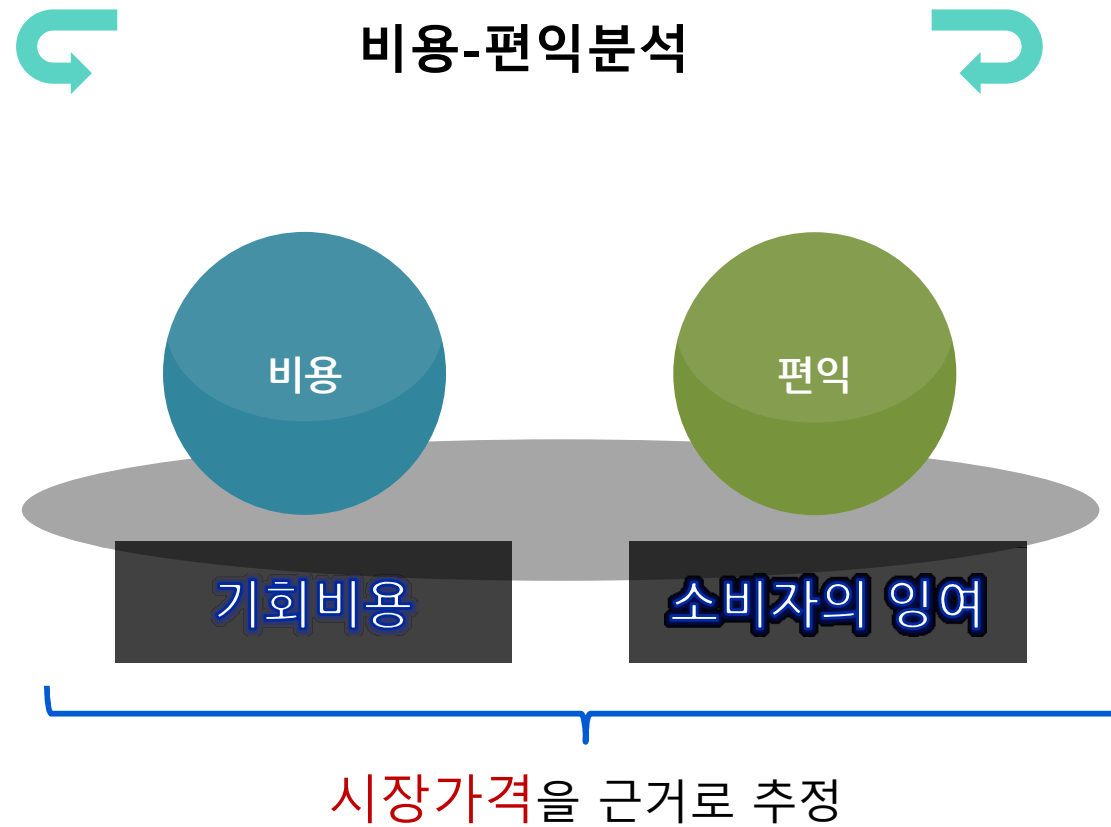 비용-편익분석
비용
편익
기회비용
소비자의 잉여
시장가격을 근거로 추정